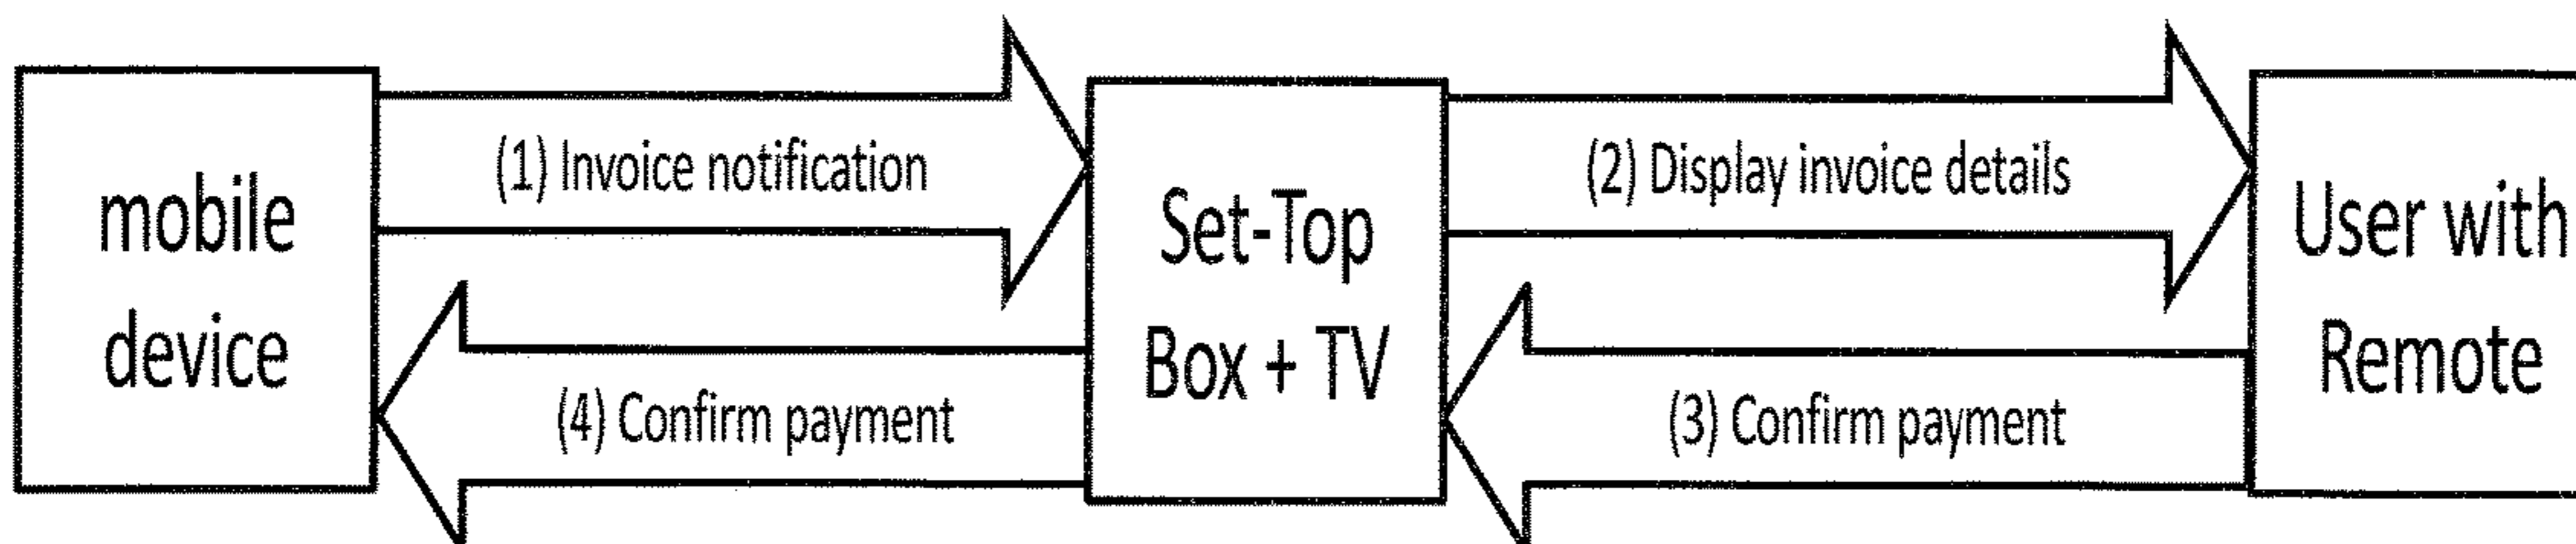 mobile
device
(1) Invoice notification
(4) Confirm payment
Set-Top
Box + TV
(2) Display invoice details
(3) Confirm payment
User with
Remote